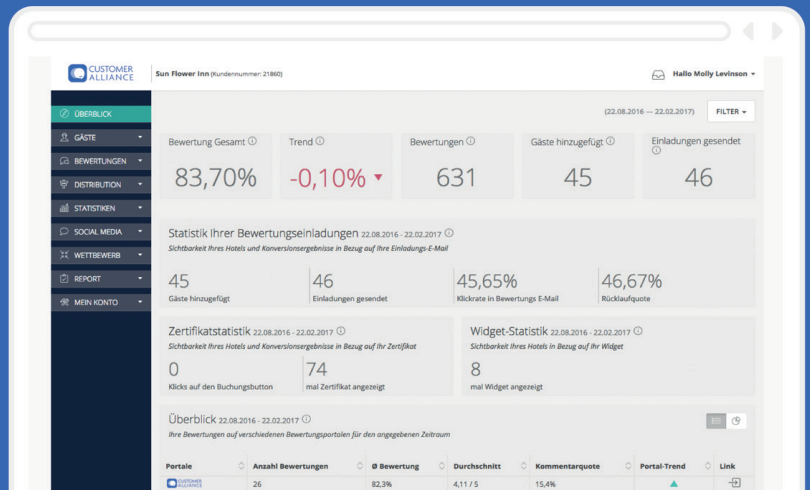 CUSTOMER
ALLIANCE
Sun Flower Inn (Kundennummer: 21860)
Hallo Molly Levinson
ÜBERBLICK
GÄSTE
BEWERTUNGEN
DISTRIBUTION
STATISTIKEN
SOCIAL MEDIA
WETTBEWERB
REPORT
MEIN KONTO
(22.08.2016 — 22.02.2017)
FILTER
Bewertung Gesamt
83,70%
Trend
-0,10%
Bewertungen
631
Gäste hinzugefügt
45
Einladungen gesendet
46
Statistik Ihrer Bewertungseinladungen 22.08.2016 - 22.02.2017
Sichtbarkeit Ihres Hotels und Konversionsergebnisse in Bezug auf Ihre Einladungs-E-Mail
45
Gäste hinzugefügt
46
Einladungen gesendet
45,65%
Klickrate in Bewertungs E-Mail
46,67%
Rücklaufquote
Zertifikatstatistik 22.08.2016 - 22.02.2017
Sichtbarkeit Ihres Hotels und Konversionsergebnisse in Bezug auf Ihr Zertifikat
0
Klicks auf den Buchungsbutton
74
mal Zertifikat angezeigt
Widget-Statistik 22.08.2016 - 22.02.2017
Sichtbarkeit Ihres Hotels in Bezug auf Ihr Widget
8
mal Widget angezeigt
Überblick 22.08.2016 - 22.02.2017
Ihre Bewertungen auf verschiedenen Bewertungsportalen für den angegebenen Zeitraum
Portale Anzahl Bewertungen Ø Bewertung Durchschnitt Kommentarquote Portal-Trend Link
CUSTOMER
ALLIANCE
26 82,3% 4,11 / 5 15,4%